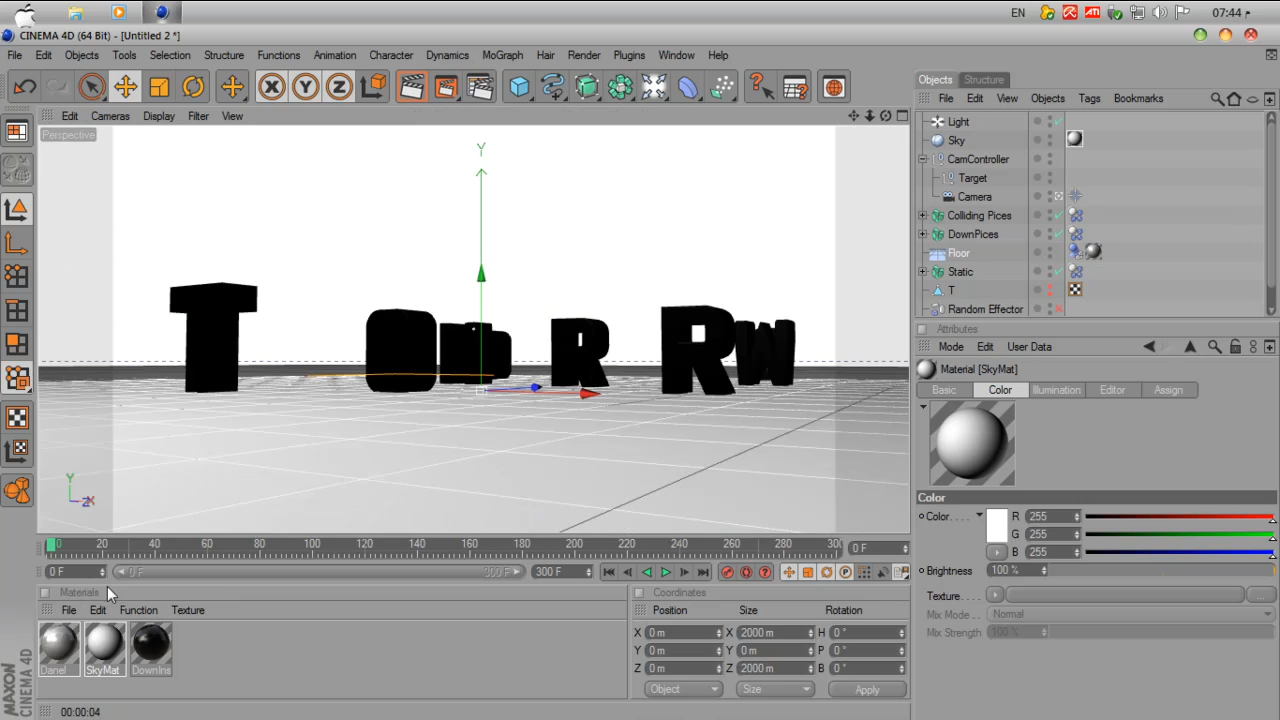 EN
م 07:44
CINEMA 4D (64 Bit) - [Untitled 2 *]
File Edit Objects Tools Selection Structure Functions Animation Character Dynamics MoGraph Hair Render Plugins Window Help
X Y Z
Edit Cameras Display Filter View
Perspective
Y
T O R R W
Y
Z X
0 20 40 60 80 100 120 140 160 180 200 220 240 260 280 30
0 F
0 F
0 F
300 F
300 F
Materials
File Edit Function Texture
Danel
SkyMat
DownIns
MAXON
CINEMA 4D
00:00:04
Coordinates
Position Size Rotation
X 0 m X 2000 m H 0 °
Y 0 m Y 0 m P 0 °
Z 0 m Z 2000 m B 0 °
Object Size Apply
Objects Structure
File Edit View Objects Tags Bookmarks
Light
Sky
CamController
Target
Camera
Colliding Pices
DownPices
Floor
Static
T
Random Effector
Attributes
Mode Edit User Data
Material [SkyMat]
Basic Color Illumination Editor Assign
Color
Color. . . . R 255
G 255
B 255
Brightness 100 %
Texture. . . . ...
Mix Mode . . Normal
Mix Strength 100 %